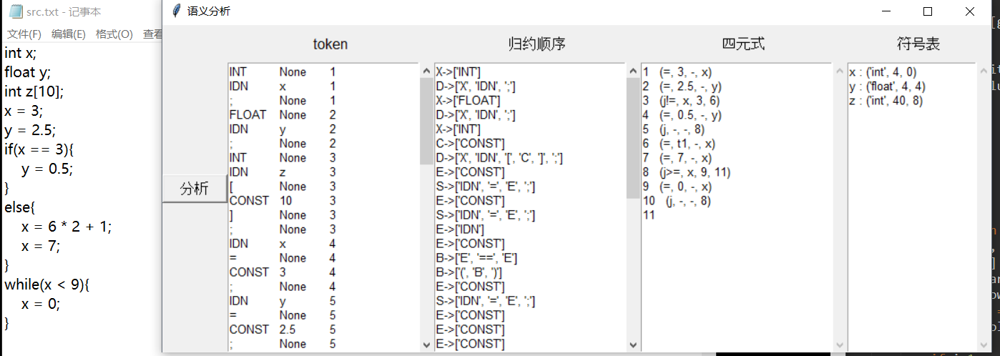 src.txt - 记事本
文件(F) 编辑(E) 格式(O) 查看
int x;
float y;
int z[10];
x = 3;
y = 2.5;
if(x == 3){
y = 0.5;
}
else{
x = 6 * 2 + 1;
x = 7;
}
while(x < 9){
x = 0;
}
语义分析
分析
token
INT None 1
IDN x 1
; None 1
FLOAT None 2
IDN y 2
; None 2
INT None 3
IDN z 3
[ None 3
CONST 10 3
] None 3
; None 3
IDN x 4
= None 4
CONST 3 4
; None 4
IDN y 5
= None 5
CONST 2.5 5
; None 5
归约顺序
X->['INT']
D->['X', 'IDN', ';']
X->['FLOAT']
D->['X', 'IDN', ';']
X->['INT']
C->['CONST']
D->['X', 'IDN', '[', 'C', ']', ';']
E->['CONST']
S->['IDN', '=', 'E', ';']
E->['CONST']
S->['IDN', '=', 'E', ';']
E->['IDN']
E->['CONST']
B->['E', '==', 'E']
B->['(', 'B', ')']
E->['CONST']
S->['IDN', '=', 'E', ';']
E->['CONST']
E->['CONST']
E->['CONST']
四元式
1 (=, 3, -, x)
2 (=, 2.5, -, y)
3 (j!=, x, 3, 6)
4 (=, 0.5, -, y)
5 (j, -, -, 8)
6 (=, t1, -, x)
7 (=, 7, -, x)
8 (j>=, x, 9, 11)
9 (=, 0, -, x)
10 (j, -, -, 8)
11
符号表
x : ('int', 4, 0)
y : ('float', 4, 4)
z : ('int', 40, 8)